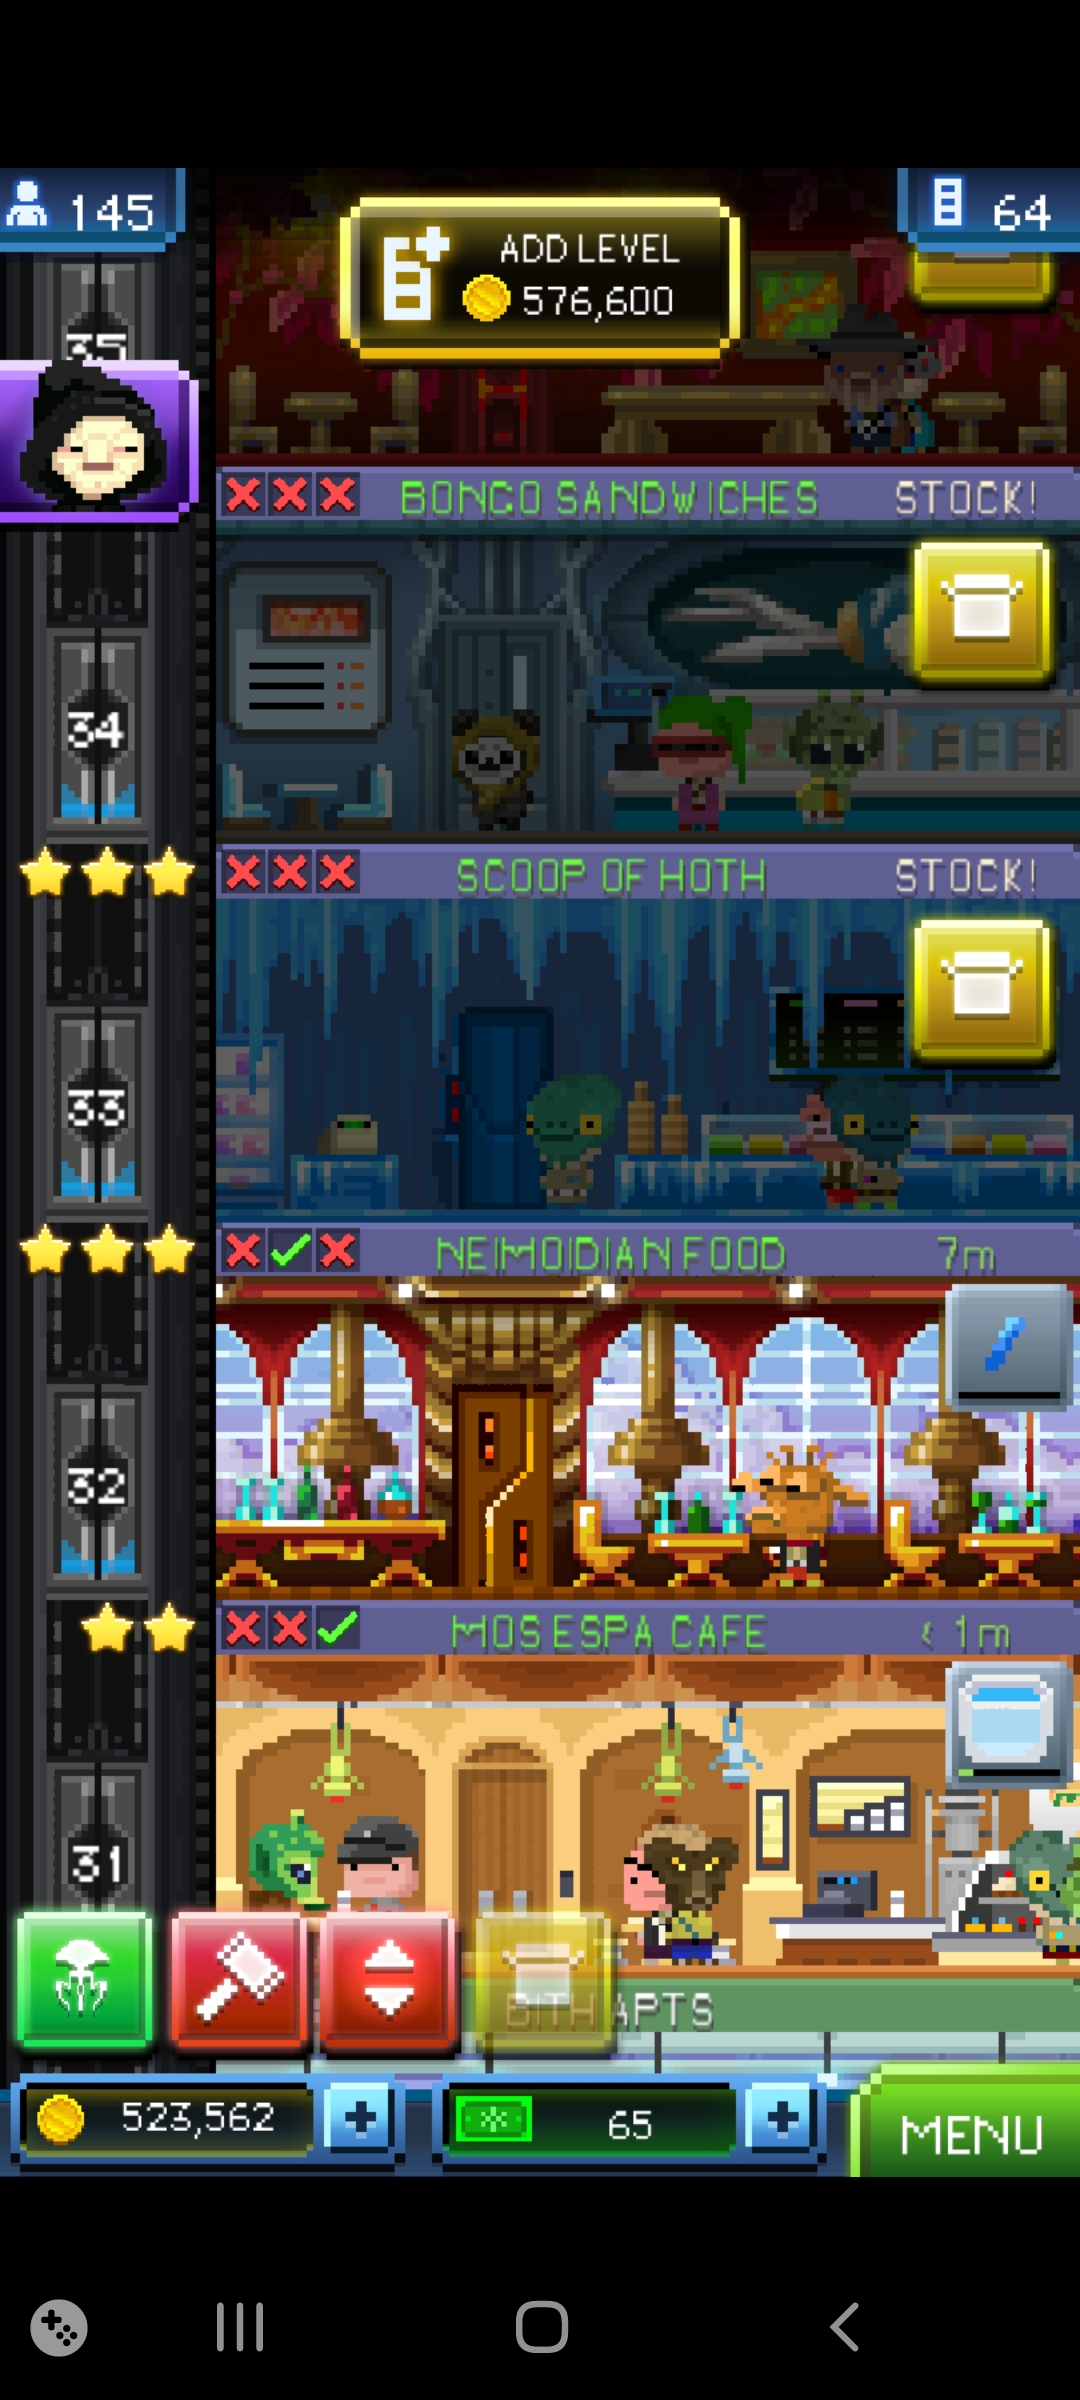 145
64
ADD LEVEL
576,600
35
BONGO SANDWICHES
STOCK!
34
SCOOP OF HOTH
STOCK!
33
NEIMOIDIAN FOOD
7m
32
MOS ESPA CAFE
< 1m
31
BITH APTS
523,562
65
MENU